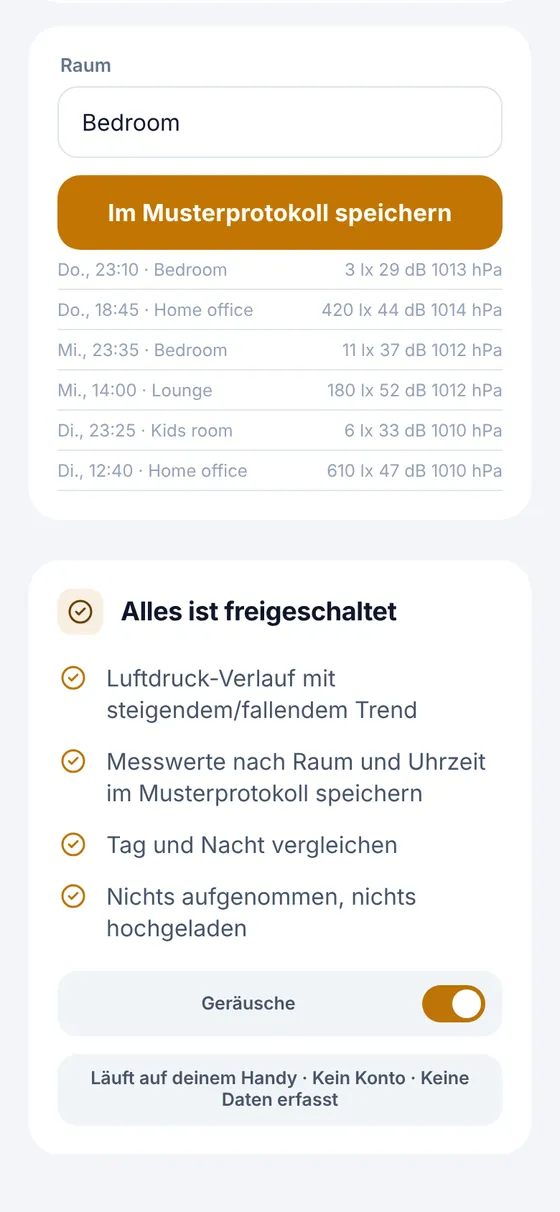 Raum
Bedroom
Im Musterprotokoll speichern
Do., 23:10 · Bedroom 3 lx 29 dB 1013 hPa
Do., 18:45 · Home office 420 lx 44 dB 1014 hPa
Mi., 23:35 · Bedroom 11 lx 37 dB 1012 hPa
Mi., 14:00 · Lounge 180 lx 52 dB 1012 hPa
Di., 23:25 · Kids room 6 lx 33 dB 1010 hPa
Di., 12:40 · Home office 610 lx 47 dB 1010 hPa
Alles ist freigeschaltet
Luftdruck-Verlauf mit
steigendem/fallendem Trend
Messwerte nach Raum und Uhrzeit
im Musterprotokoll speichern
Tag und Nacht vergleichen
Nichts aufgenommen, nichts
hochgeladen
Geräusche
Läuft auf deinem Handy · Kein Konto · Keine
Daten erfasst